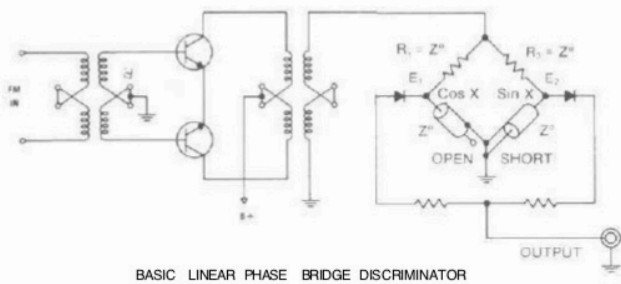 FM
IN
R₁ = Z°
R₂ = Z°
E₁
Cos X
Sin X
E₂
Z°
Z°
OPEN
SHORT
B+
OUTPUT
BASIC LINEAR PHASE BRIDGE DISCRIMINATOR